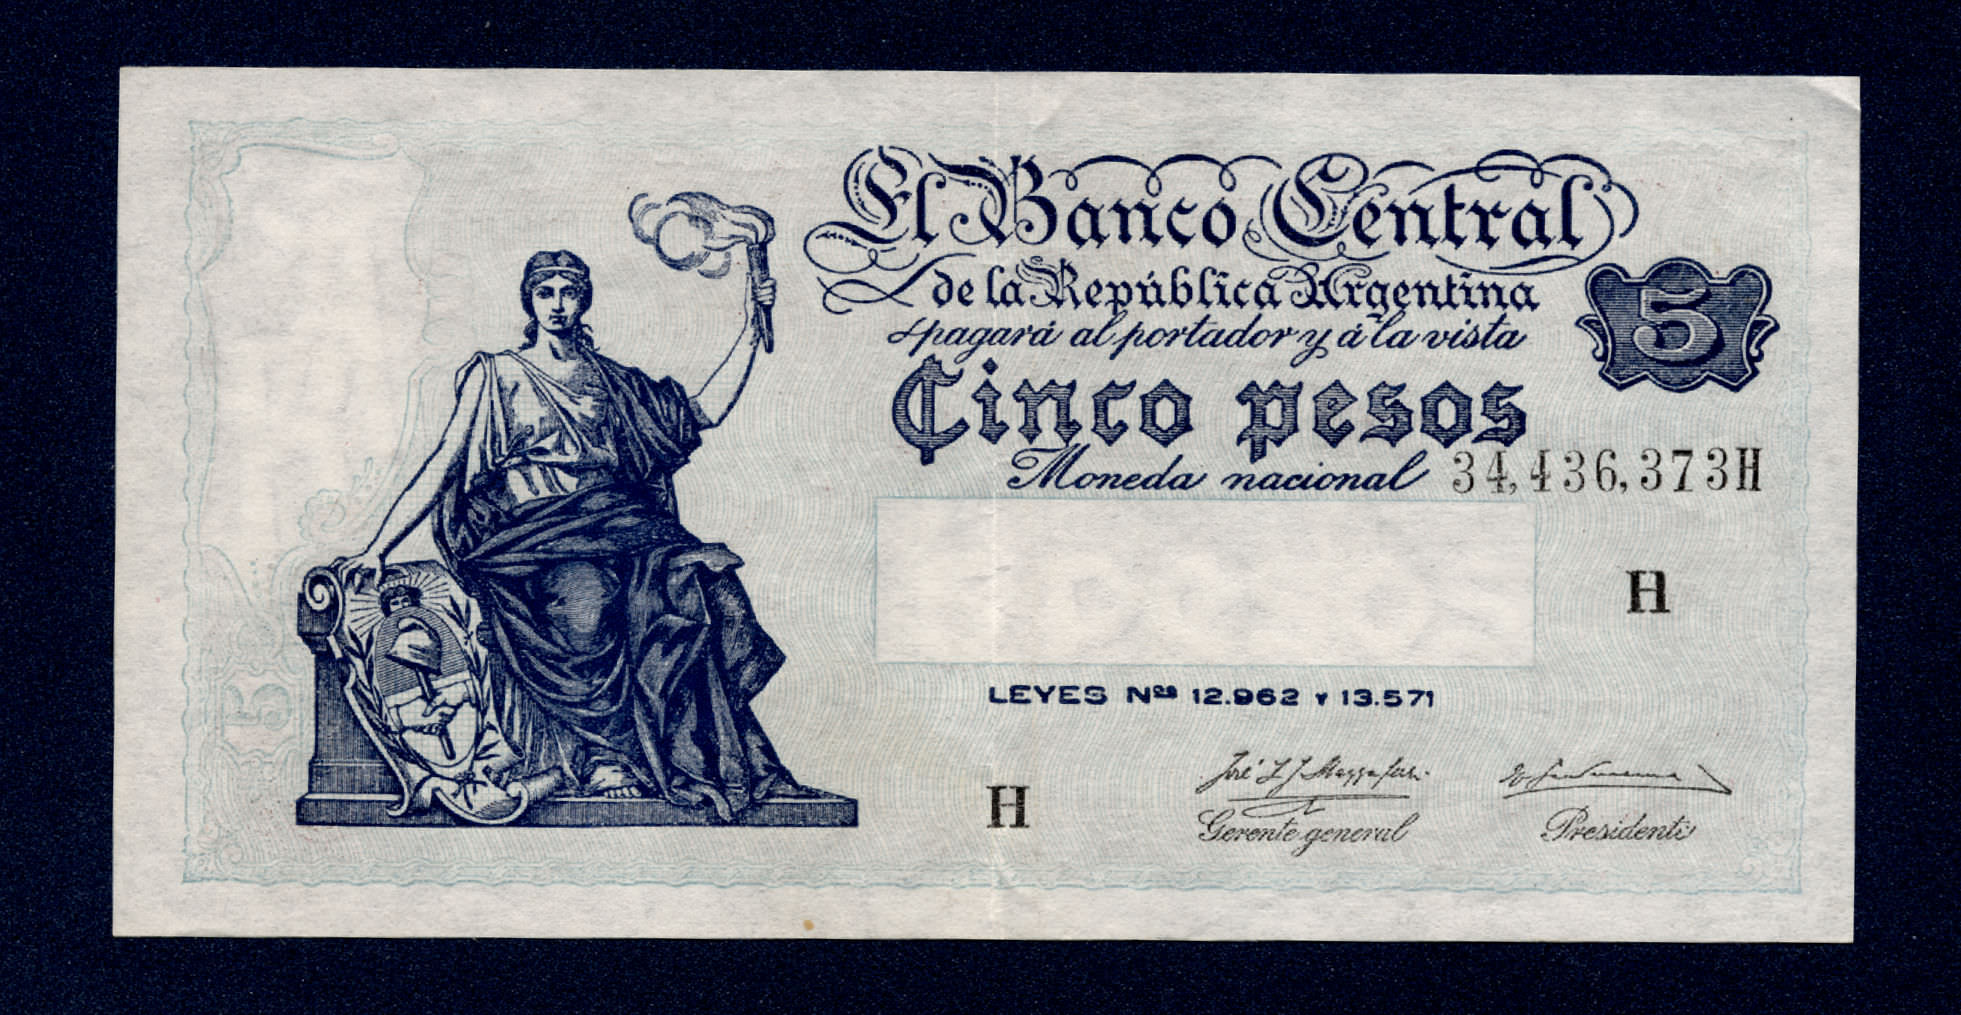 El Banco Central
de la República Argentina
pagará al portador y á la vista
Cinco pesos
Moneda nacional 34,436,373H
5
H
LEYES Nos 12.962 Y 13.571
H
Gerente general
Presidente